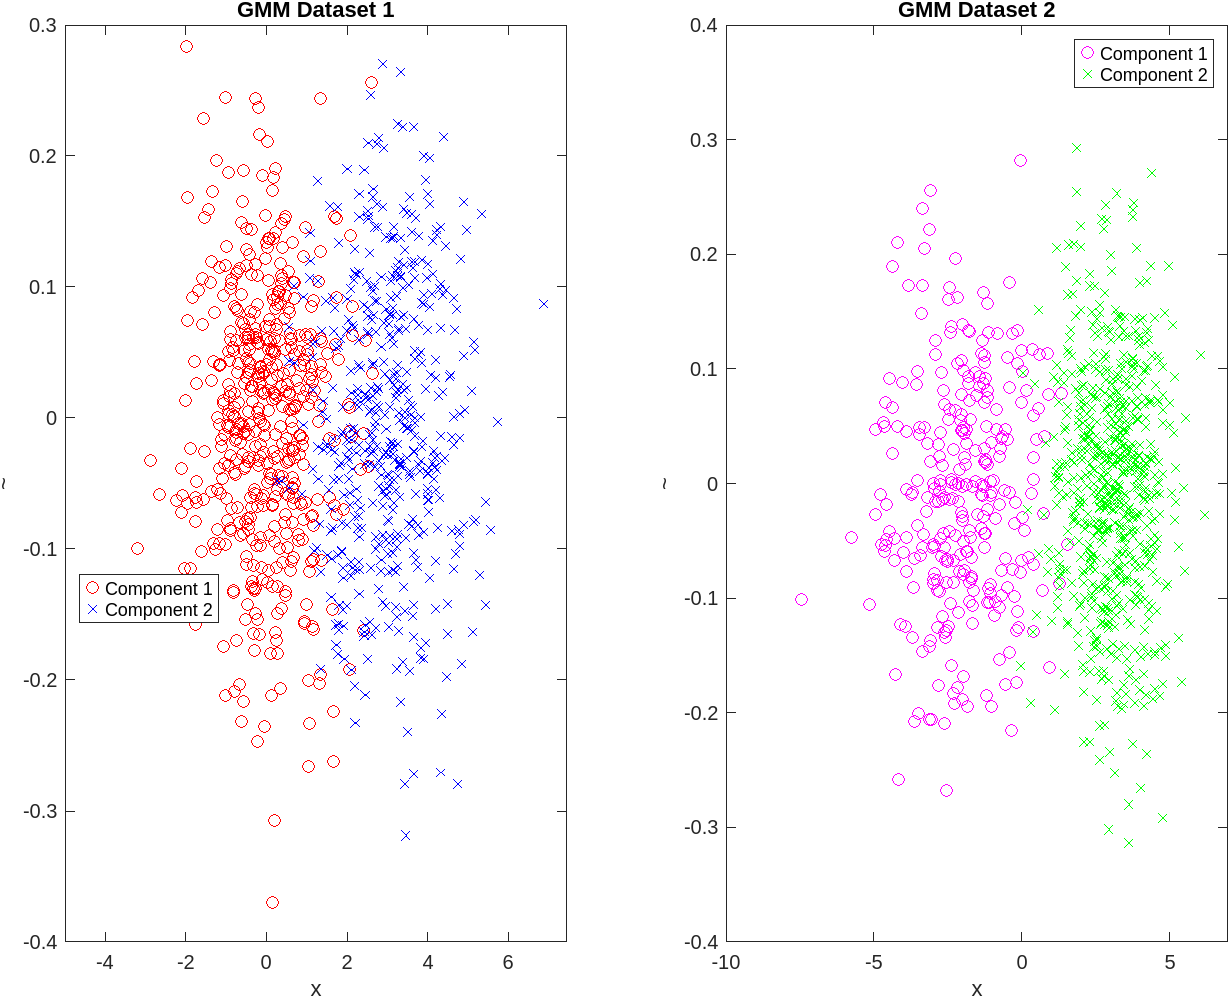 GMM Dataset 1
0.3
0.2
0.1
0
-0.1
-0.2
-0.3
-0.4
-4 -2 0 2 4 6
x
~
Component 1
Component 2
GMM Dataset 2
0.4
0.3
0.2
0.1
0
-0.1
-0.2
-0.3
-0.4
-10 -5 0 5
x
~
Component 1
Component 2